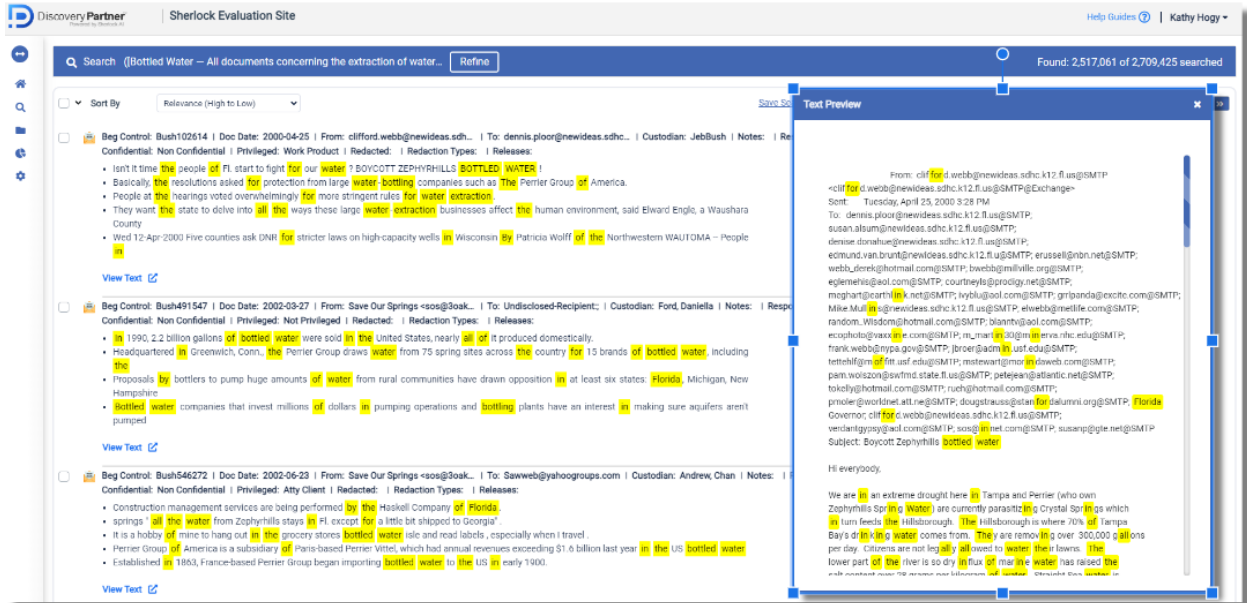 Discovery Partner
Powered by Sherlock AI
Sherlock Evaluation Site
Help Guides
| Kathy Hogy
Search ([Bottled Water – All documents concerning the extraction of water…
Refine
Found: 2,517,061 of 2,709,425 searched
Sort By
Relevance (High to Low)
Save Se
Beg Control: Bush102614 | Doc Date: 2000-04-25 | From: clifford.webb@newideas.sdh... | To: dennis.ploor@newideas.sdhc... | Custodian: JebBush | Notes: | Re
Confidential: Non Confidential | Privileged: Work Product | Redacted: | Redaction Types: | Releases:
• Isn't it time the people of Fl. start to fight for our water ? BOYCOTT ZEPHYRHILLS BOTTLED WATER !
• Basically, the resolutions asked for protection from large water-bottling companies such as The Perrier Group of America.
• People at the hearings voted overwhelmingly for more stringent rules for water extraction.
• They want the state to delve into all the ways these large water extraction businesses affect the human environment, said Elward Engle, a Waushara
County
• Wed 12-Apr-2000 Five counties ask DNR for stricter laws on high-capacity wells in Wisconsin By Patricia Wolff of the Northwestern WAUTOMA – People
in
View Text
Beg Control: Bush491547 | Doc Date: 2002-03-27 | From: Save Our Springs <sos@3oak... | To: Undisclosed-Recipient:; | Custodian: Ford, Daniella | Notes: | Respo
Confidential: Non Confidential | Privileged: Not Privileged | Redacted: | Redaction Types: | Releases:
• In 1990, 2.2 billion gallons of bottled water were sold in the United States, nearly all of it produced domestically.
• Headquartered in Greenwich, Conn., the Perrier Group draws water from 75 spring sites across the country for 15 brands of bottled water, including
the
• Proposals by bottlers to pump huge amounts of water from rural communities have drawn opposition in at least six states: Florida, Michigan, New
Hampshire
• Bottled water companies that invest millions of dollars in pumping operations and bottling plants have an interest in making sure aquifers aren't
pumped
View Text
Beg Control: Bush546272 | Doc Date: 2002-06-23 | From: Save Our Springs <sos@3oak... | To: Sawweb@yahoogroups.com | Custodian: Andrew, Chan | Notes: | R
Confidential: Non Confidential | Privileged: Atty Client | Redacted: | Redaction Types: | Releases:
• Construction management services are being performed by the Haskell Company of Florida.
• springs " all the water from Zephyrhills stays in Fl. except for a little bit shipped to Georgia".
• It is a hobby of mine to hang out in the grocery stores bottled water isle and read labels , especially when I travel .
• Perrier Group of America is a subsidiary of Paris-based Perrier Vittel, which had annual revenues exceeding $1.6 billion last year in the US bottled water
• Established in 1863, France-based Perrier Group began importing bottled water to the US in early 1900.
View Text
Text Preview
From: clifford.webb@newideas.sdhc.k12.fl.us@SMTP
<clifford.webb@newideas.sdhc.k12.fl.us@SMTP@Exchange>
Sent: Tuesday, April 25, 2000 3:28 PM
To: dennis.ploor@newideas.sdhc.k12.fl.us@SMTP;
susan.alsum@newideas.sdhc.k12.fl.us@SMTP;
denise.donahue@newideas.sdhc.k12.fl.us@SMTP;
edmund.van.brunt@newideas.sdhc.k12.fl.u@SMTP; erussell@nbn.net@SMTP;
webb_derek@hotmail.com@SMTP; bwebb@millville.org@SMTP;
eglemehis@aol.com@SMTP; courtneyls@prodigy.net@SMTP;
meghart@earthlink.net@SMTP; ivyblu@aol.com@SMTP; grripanda@excite.com@SMTP;
Mike.Mullins@newideas.sdhc.k12.fl.us@SMTP; elwebb@metlife.com@SMTP;
random_Wisdom@hotmail.com@SMTP; bianntv@aol.com@SMTP;
ecophoto@vaxxine.com@SMTP; m_martin30@minerva.nhc.edu@SMTP;
frank.webb@nypa.gov@SMTP; jbroer@admin.usf.edu@SMTP;
tettehlf@moffitt.usf.edu@SMTP; mstewart@morindaweb.com@SMTP;
pam.wolszon@swfmd.state.fl.us@SMTP; petejean@atlantic.net@SMTP;
tokelly@hotmail.com@SMTP; rueh@hotmail.com@SMTP;
pmoler@worldnet.att.ne@SMTP; dougstrauss@stanfordalumni.org@SMTP; Florida
Governor; clifford.webb@newideas.sdhc.k12.fl.us@SMTP;
verdantgypsy@aol.com@SMTP; sos@innet.com@SMTP; susanp@gte.net@SMTP
Subject: Boycott Zephyrhills bottled water
Hi everybody,
We are in an extreme drought here in Tampa and Perrier (who own
Zephyrhills Spring Water) are currently parasitizing Crystal Springs which
in turn feeds the Hillsborough. The Hillsborough is where 70% of Tampa
Bay's drinking water comes from. They are removing over 300,000 gallons
per day. Citizens are not legally allowed to water their lawns. The
lower part of the river is so dry influx of marine water has raised the
salt content over 28 grams per kilogram of water. Straight Sea water is